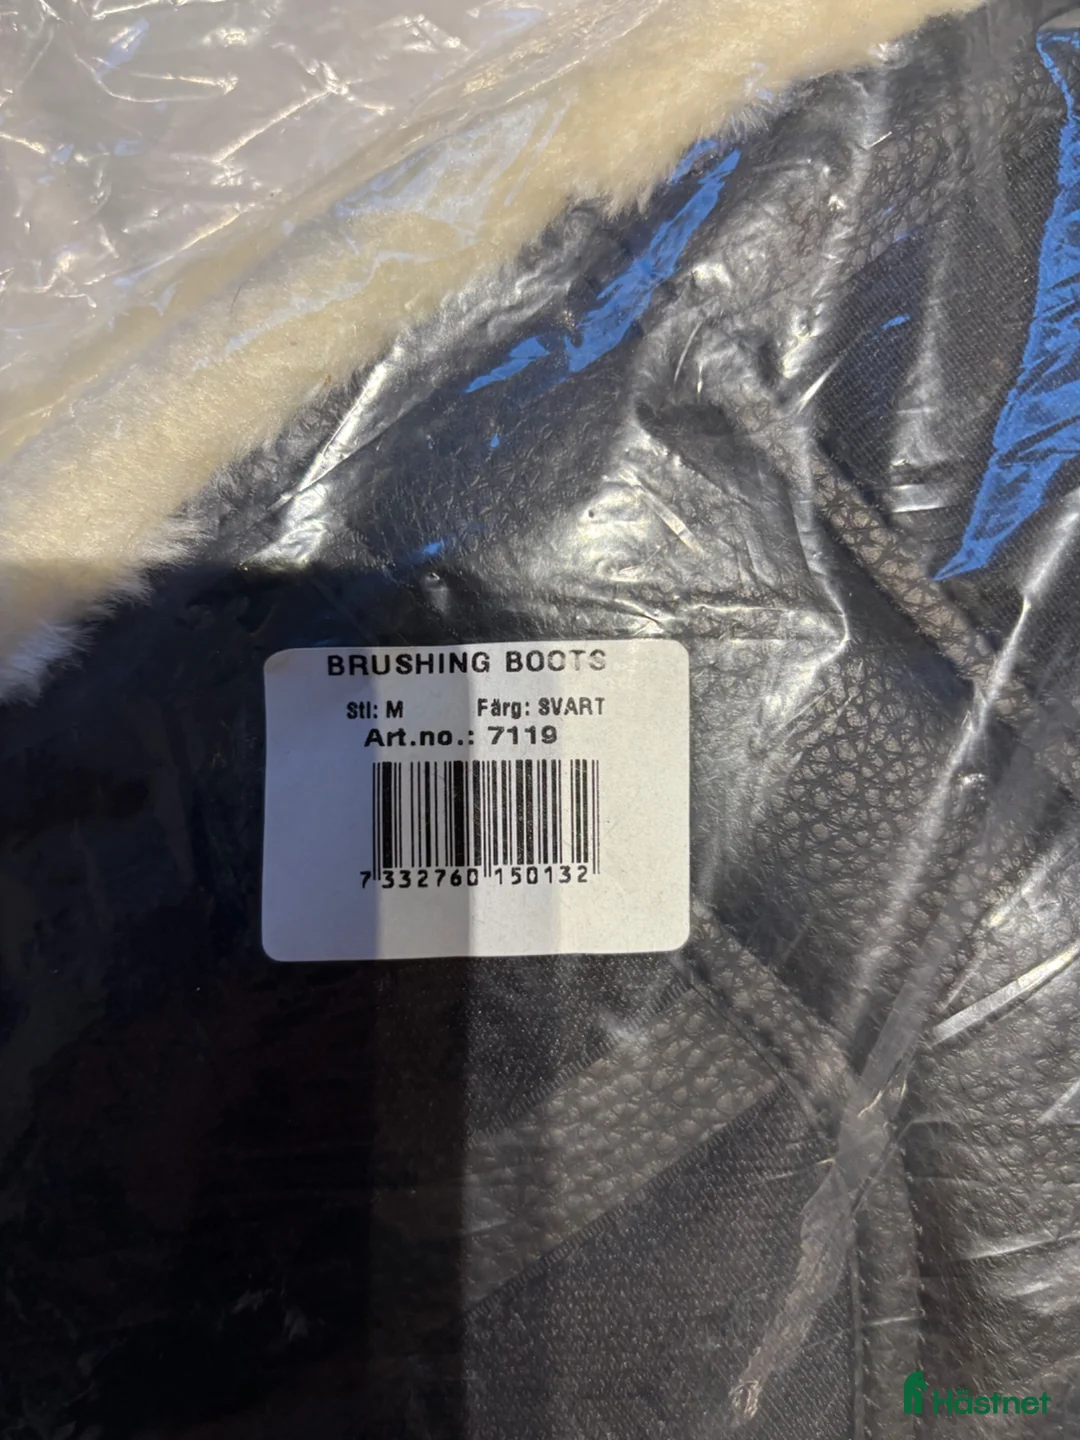 BRUSHING BOOTS
Stl: M Färg: SVART
Art.no.: 7119
7 332760 150132
Hästnet